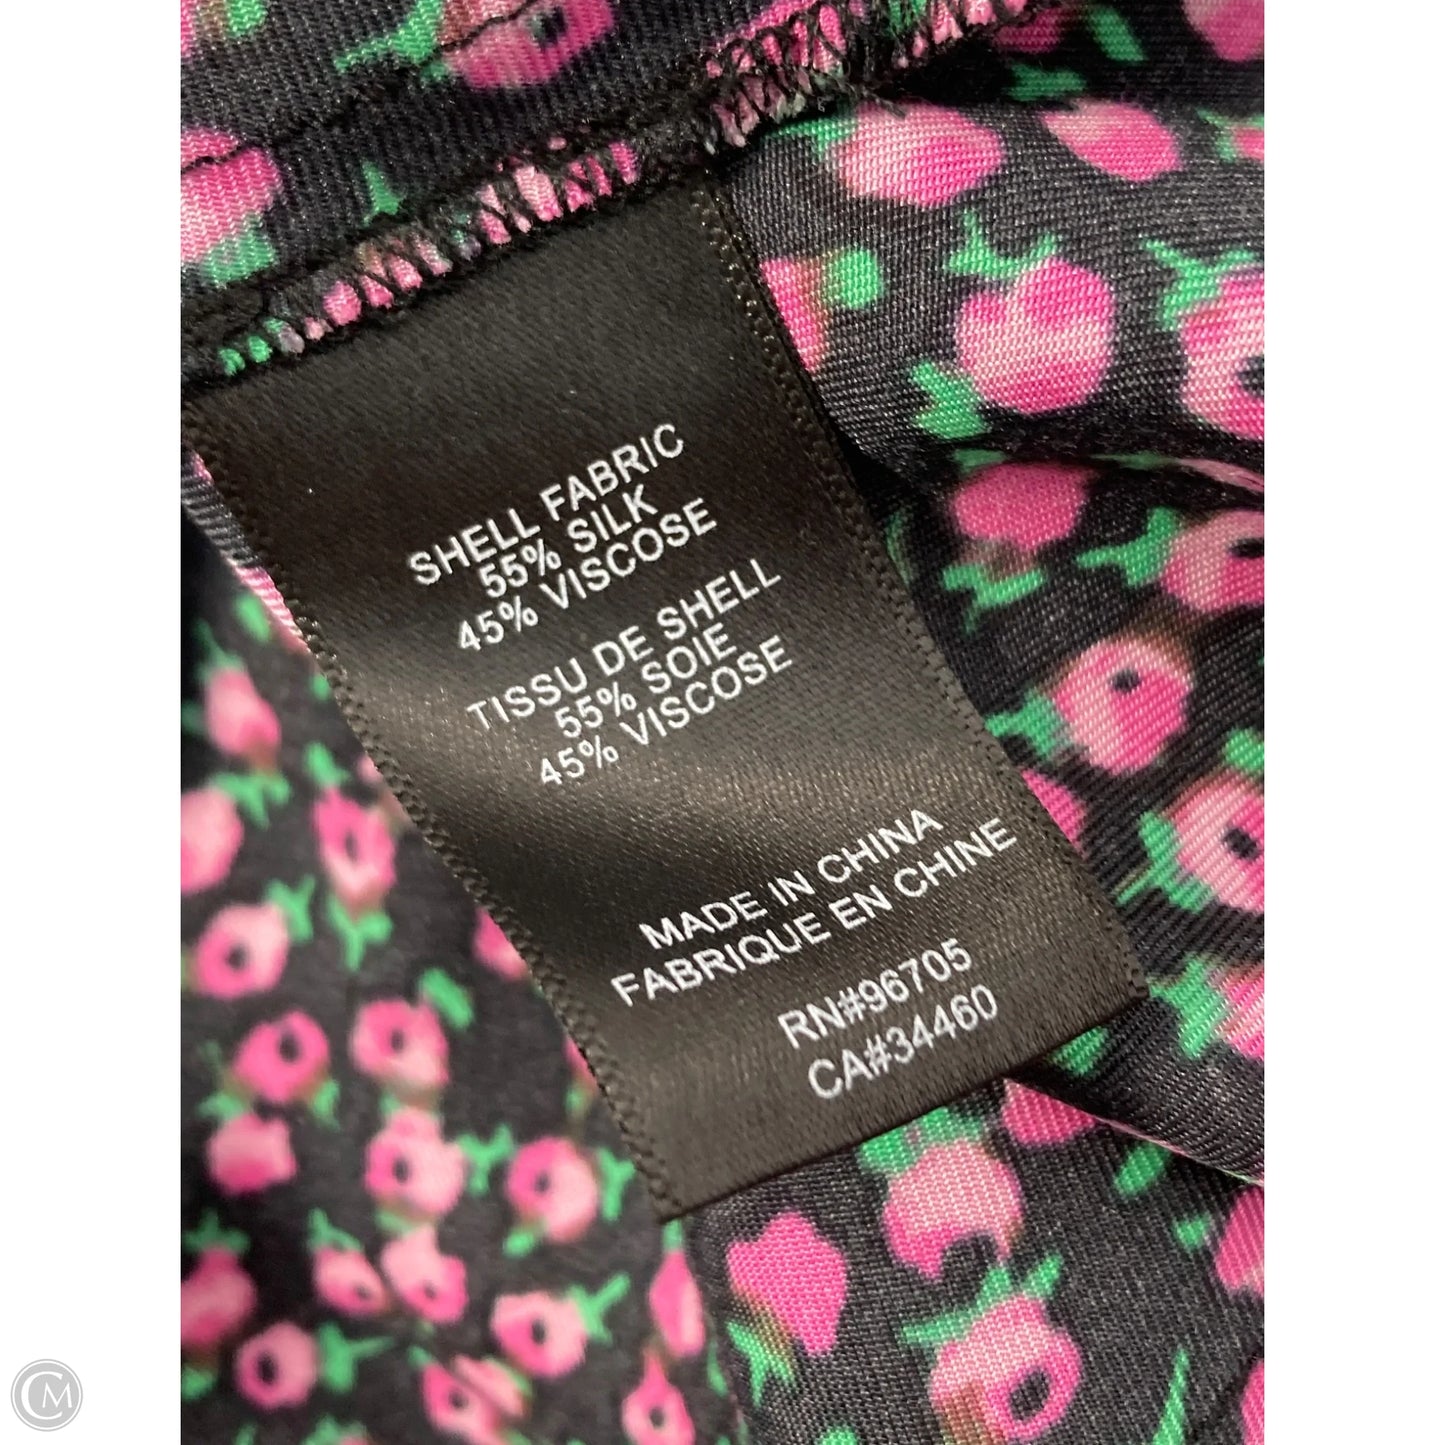 SHELL FABRIC
55% SILK
45% VISCOSE
TISSU DE SHELL
55% SOIE
45% VISCOSE
MADE IN CHINA
FABRIQUE EN CHINE
RN#96705
CA#34460
CM